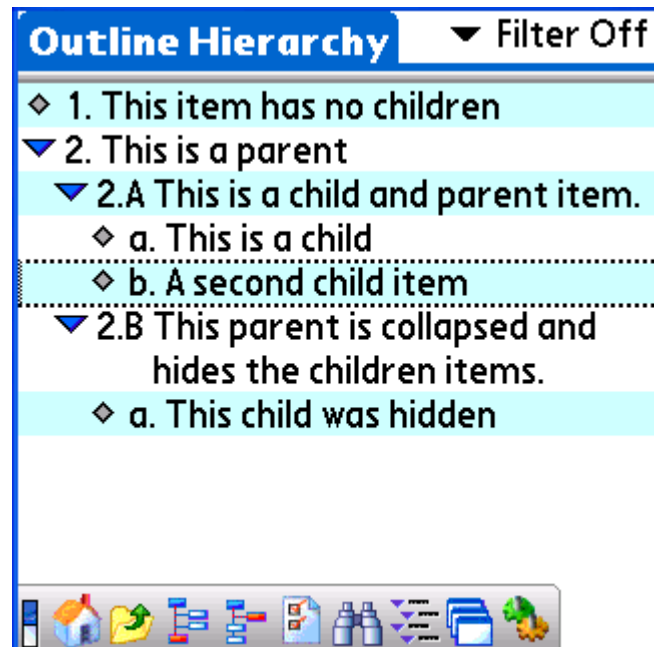 Outline Hierarchy
Filter Off
1. This item has no children
2. This is a parent
2.A This is a child and parent item.
a. This is a child
b. A second child item
2.B This parent is collapsed and
hides the children items.
a. This child was hidden